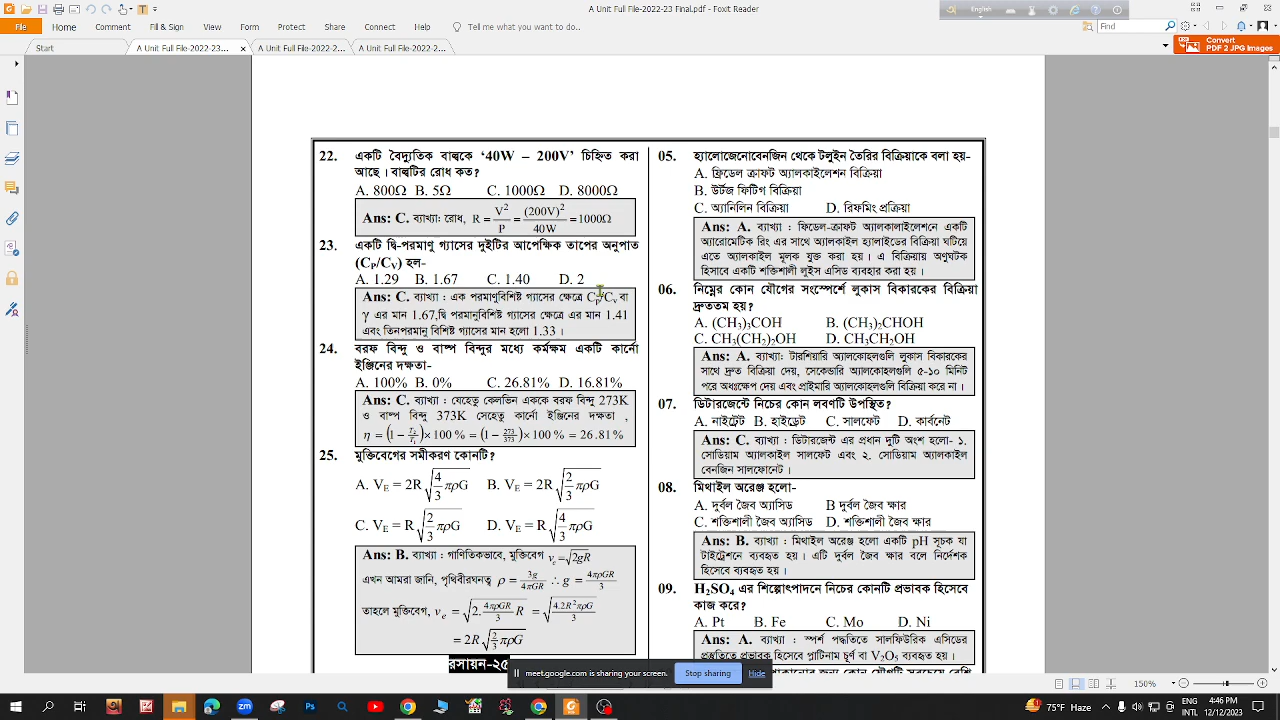 A Unit Full File-2022-23 Final.pdf - Foxit Reader
English
File Home Comment Fill & Sign View Form Protect Share Connect Help Extras Tell me what you want to do..
Find
Start A Unit Full File-2022-23... A Unit Full File-2022-2... A Unit Full File-2022-2...
Convert
PDF 2 JPG Images
22. একটি বৈদ্যুতিক বাল্বকে ‘40W – 200V’ চিহ্নিত করা
আছে। বাল্বটির রোধ কত?
A. 800Ω B. 5Ω C. 1000Ω D. 8000Ω
Ans: C. ব্যাখ্যা: রোধ, R = V²/P = (200V)²/40W = 1000Ω
23. একটি দ্বি-পরমাণু গ্যাসের দুইটির আপেক্ষিক তাপের অনুপাত
(CP/CV) হল-
A. 1.29 B. 1.67 C. 1.40 D. 2
Ans: C. ব্যাখ্যা : এক পরমাণুবিশিষ্ট গ্যাসের ক্ষেত্রে Cp/Cv বা
γ এর মান 1.67,দ্বি পরমানুবিশিষ্ট গ্যাসের ক্ষেত্রে এর মান 1.41
এবং তিনপরমানু বিশিষ্ট গ্যাসের মান হলো 1.33 ।
24. বরফ বিন্দু ও বাষ্প বিন্দুর মধ্যে কর্মক্ষম একটি কার্নো
ইঞ্জিনের দক্ষতা-
A. 100% B. 0% C. 26.81% D. 16.81%
Ans: C. ব্যাখ্যা : যেহেতু কেলভিন এককে বরফ বিন্দু 273K
ও বাষ্প বিন্দু 373K সেহেতু কার্নো ইঞ্জিনের দক্ষতা ,
η = (1 − T₂/T₁)×100 % = (1 − 273/373)×100 % = 26.81%
25. মুক্তিবেগের সমীকরণ কোনটি?
A. VE = 2R√(4/3 πρG) B. VE = 2R√(2/3 πρG)
C. VE = R√(2/3 πρG) D. VE = R√(4/3 πρG)
Ans: B. ব্যাখ্যা : গাণিতিকভাবে, মুক্তিবেগ ve = √2gR
এখন আমরা জানি, পৃথিবীরঘনত্ব ρ = 3g/4πGR ∴ g = 4πρGR/3
তাহলে মুক্তিবেগ, ve = √(2. 4πρGR/3 R) = √(4.2R²πρG/3)
= 2R√(2/3 πρG)
রসায়ন-২৫
05. হ্যালোজেনোবেনজিন থেকে টলুইন তৈরির বিক্রিয়াকে বলা হয়-
A. ফ্রিডেল ক্রাফট অ্যালকাইলেশন বিক্রিয়া
B. উর্টজ ফিটিগ বিক্রিয়া
C. অ্যানিলিন বিক্রিয়া D. রিফমিং প্রক্রিয়া
Ans: A. ব্যাখ্যা : ফিডেল-ক্রাফট অ্যালকালাইলেশনে একটি
অ্যারোমেটিক রিং এর সাথে অ্যালকাইল হ্যালাইডের বিক্রিয়া ঘটিয়ে
এতে অ্যালকাইল মূলক যুক্ত করা হয়। এ বিক্রিয়ায় অণুঘটক
হিসাবে একটি শক্তিশালী লুইস এসিড ব্যবহার করা হয়।
06. নিম্নের কোন যৌগের সংস্পর্শে লুকাস বিকারকের বিক্রিয়া
দ্রুততম হয়?
A. (CH₃)₃COH B. (CH₃)₂CHOH
C. CH₃(CH₂)₂OH D. CH₃CH₂OH
Ans: A. ব্যাখ্যা: টারশিয়ারি অ্যালকোহলগুলি লুকাস বিকারকের
সাথে দ্রুত বিক্রিয়া দেয়, সেকেন্ডারি অ্যালকোহলগুলি ৫-১০ মিনিট
পরে অধঃক্ষেপ দেয় এবং প্রাইমারি অ্যালকোহলগুলি বিক্রিয়া করে না।
07. ডিটারজেন্টে নিচের কোন লবণটি উপস্থিত?
A. নাইট্রেট B. হাইড্রেট C. সালফেট D. কার্বনেট
Ans: C. ব্যাখ্যা : ডিটারজেন্ট এর প্রধান দুটি অংশ হলো- ১.
সোডিয়াম অ্যালকাইল সালফেট এবং ২. সোডিয়াম অ্যালকাইল
বেনজিন সালফোনেট।
08. মিথাইল অরেঞ্জ হলো-
A. দুর্বল জৈব অ্যাসিড B দুর্বল জৈব ক্ষার
C. শক্তিশালী জৈব অ্যাসিড D. শক্তিশালী জৈব ক্ষার
Ans: B. ব্যাখ্যা : মিথাইল অরেঞ্জ হলো একটি pH সূচক যা
টাইট্রেশনে ব্যবহৃত হয়। এটি দুর্বল জৈব ক্ষার বলে নির্দেশক
হিসেবে ব্যবহৃত হয়।
09. H₂SO₄ এর শিল্পোৎপাদনে নিচের কোনটি প্রভাবক হিসেবে
কাজ করে?
A. Pt B. Fe C. Mo D. Ni
Ans: A. ব্যাখ্যা : স্পর্শ পদ্ধতিতে সালফিউরিক এসিডের
প্রস্তুতিতে প্রভাবক হিসেবে প্লাটিনাম চূর্ণ বা V₂O₅ ব্যবহৃত হয়।
meet.google.com is sharing your screen. Stop sharing Hide
150%
75°F Haze ENG 4:46 PM
INTL 12/12/2023